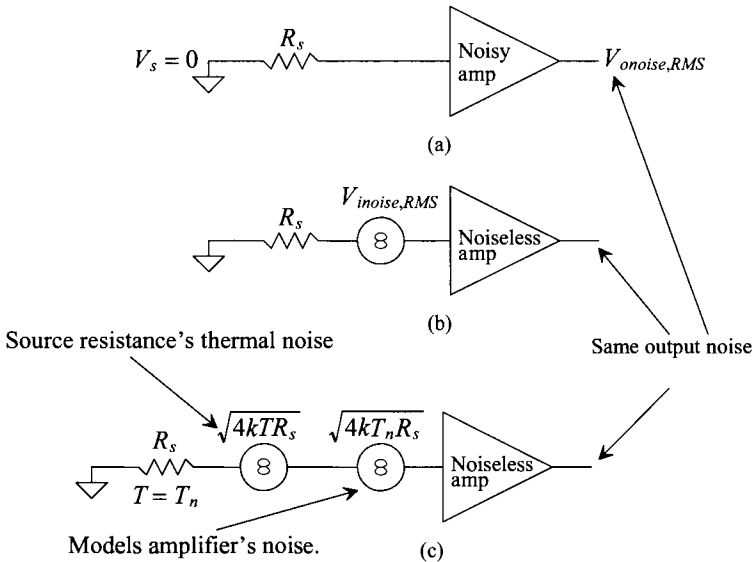 V_s = 0
R_s
Noisy
amp
V_onoise,RMS
(a)
V_inoise,RMS
R_s
Noiseless
amp
(b)
Source resistance's thermal noise
Same output noise
√4kTR_s
√4kT_nR_s
R_s
T = T_n
Noiseless
amp
Models amplifier's noise.
(c)